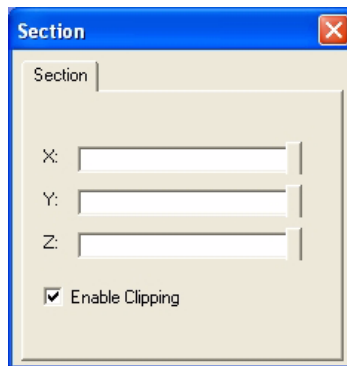 Section
Section
X:
Y:
Z:
Enable Clipping